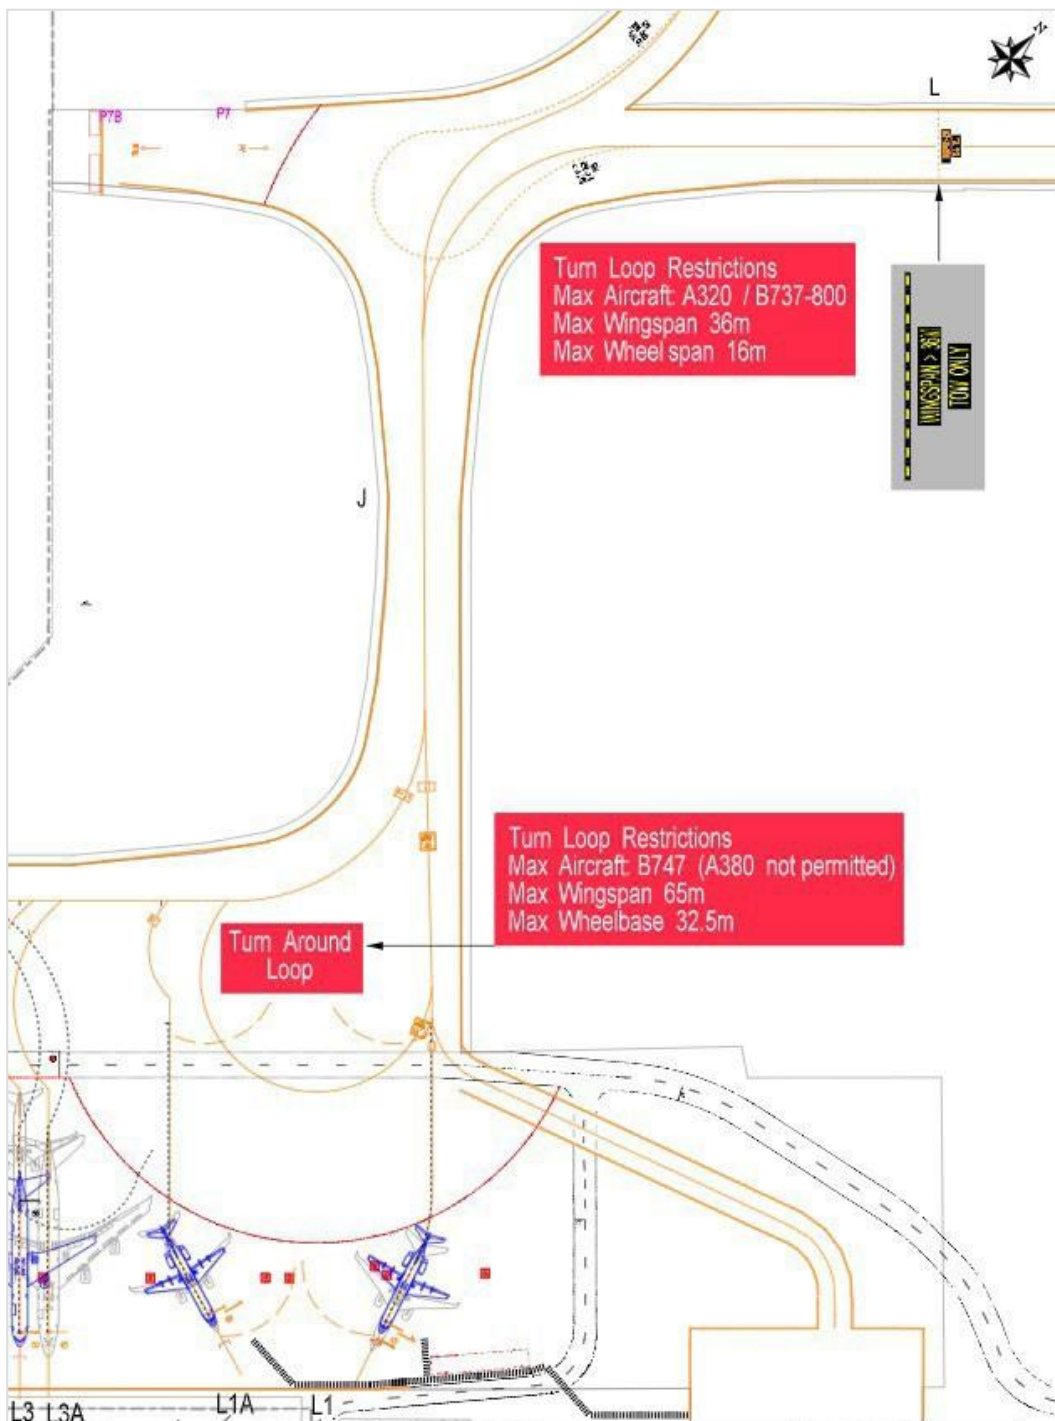 N
L
P7B
P7
Turn Loop Restrictions
Max Aircraft: A320 / B737-800
Max Wingspan 36m
Max Wheel span 16m
WINGSPAN > 36M
TOW ONLY
J
Turn Loop Restrictions
Max Aircraft: B747 (A380 not permitted)
Max Wingspan 65m
Max Wheelbase 32.5m
Turn Around
Loop
L3
L3A
L1A
L1